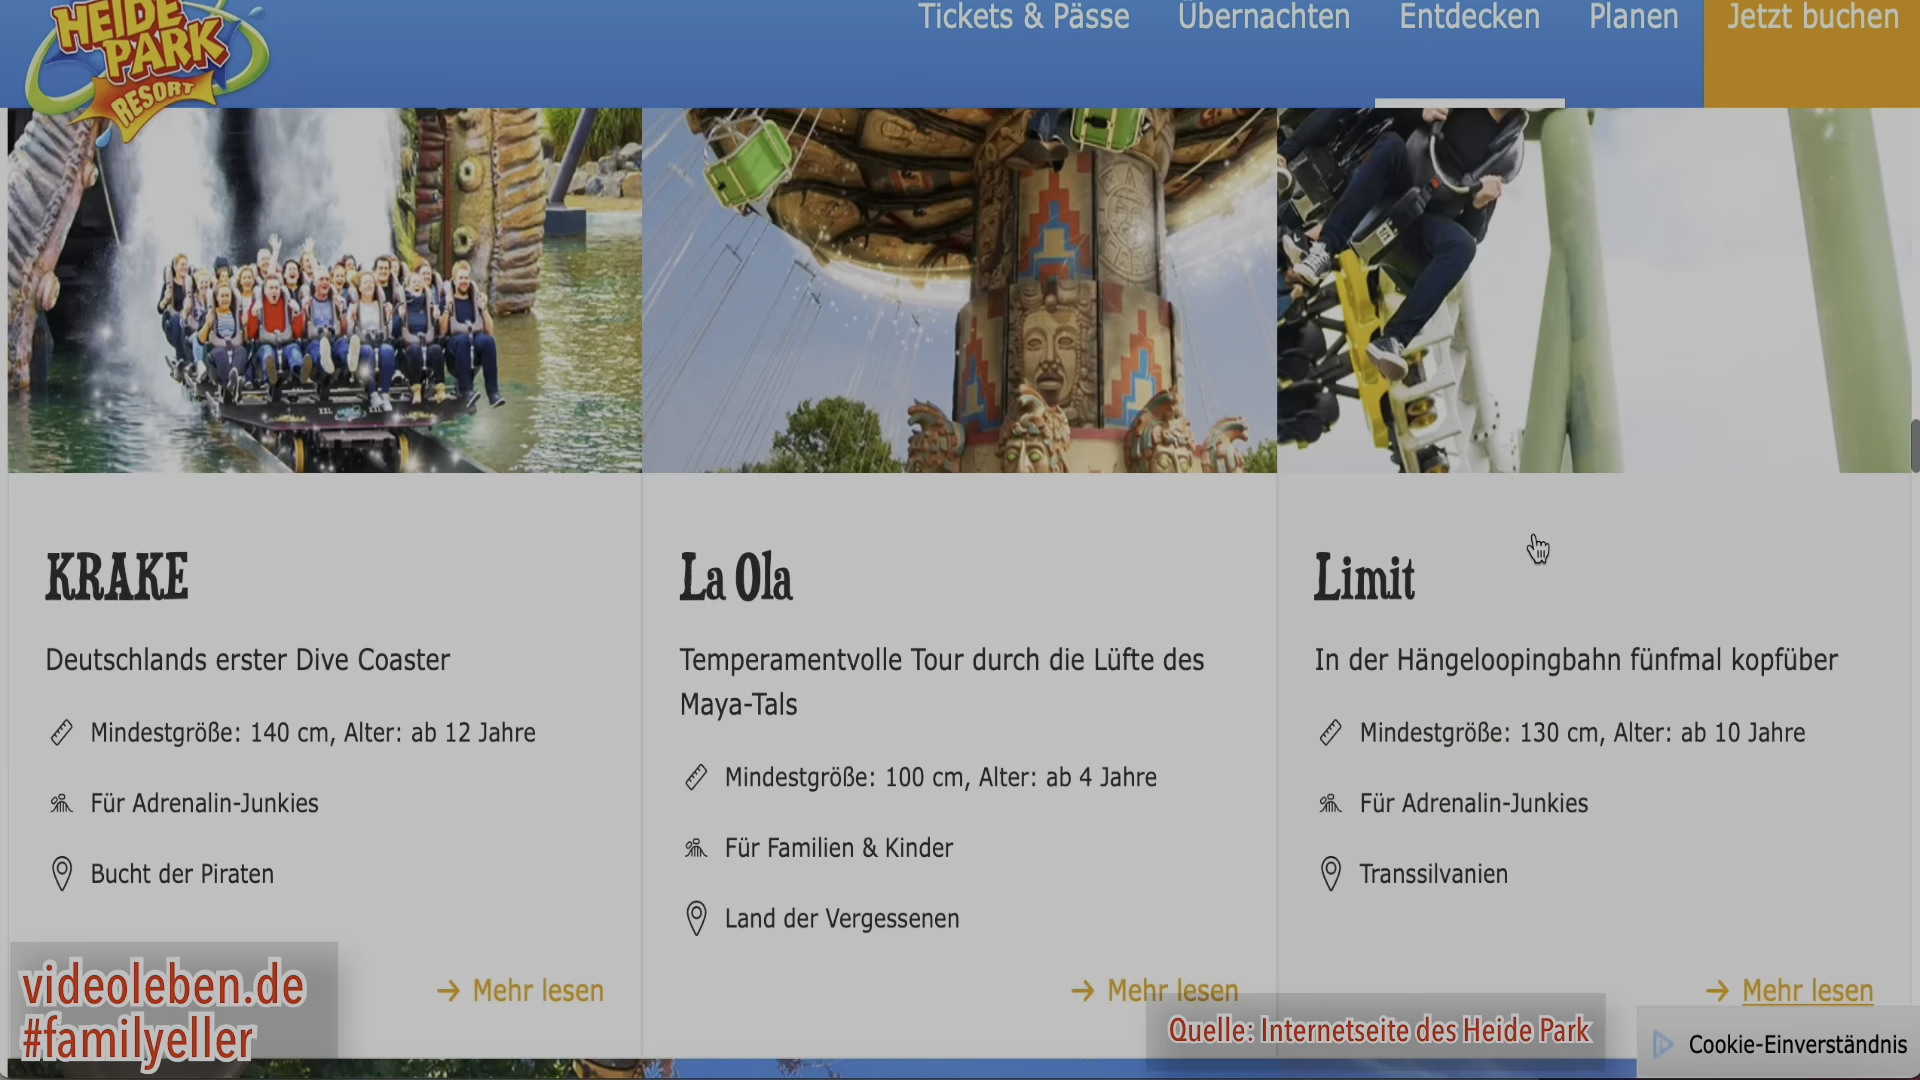 HEIDE
PARK
RESORT
Tickets & Pässe
Übernachten
Entdecken
Planen
Jetzt buchen
KRAKE
Deutschlands erster Dive Coaster
Mindestgröße: 140 cm, Alter: ab 12 Jahre
Für Adrenalin-Junkies
Bucht der Piraten
Mehr lesen
La Ola
Temperamentvolle Tour durch die Lüfte des
Maya-Tals
Mindestgröße: 100 cm, Alter: ab 4 Jahre
Für Familien & Kinder
Land der Vergessenen
Mehr lesen
Limit
In der Hängeloopingbahn fünfmal kopfüber
Mindestgröße: 130 cm, Alter: ab 10 Jahre
Für Adrenalin-Junkies
Transsilvanien
Mehr lesen
videoleben.de
#familyeller
Quelle: Internetseite des Heide Park
Cookie-Einverständnis